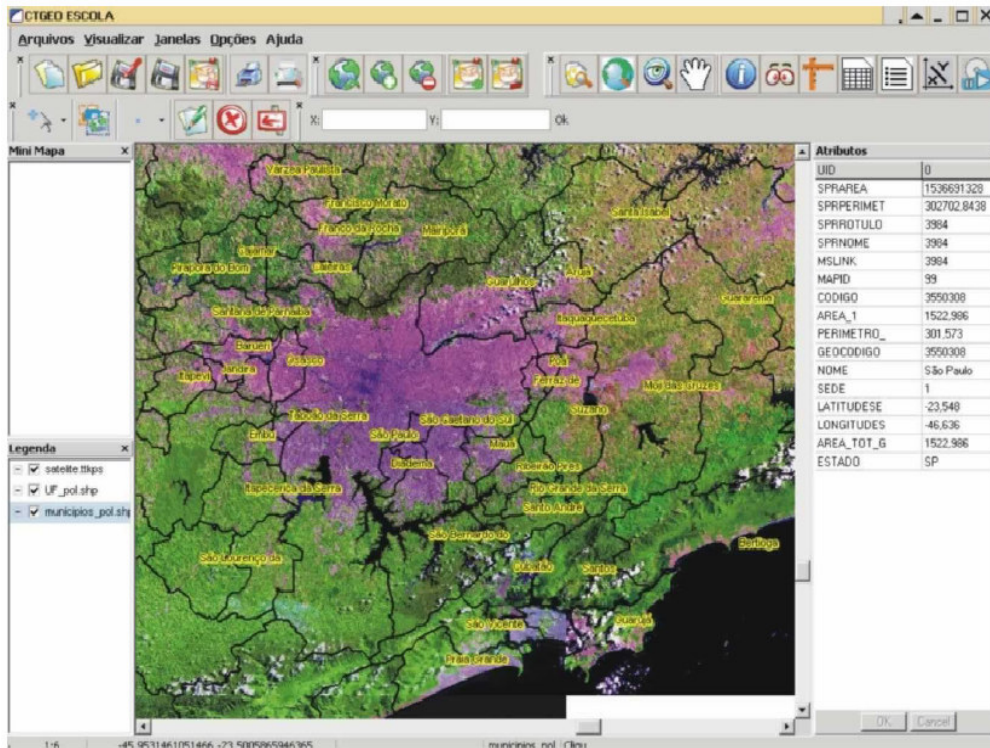 CTGEO ESCOLA
Arquivos Visualizar Janelas Opções Ajuda
X: Y: Ok
Mini Mapa x
Legenda x
satelite.ttkps
UF_pol.shp
municipios_pol.shp
Várzea Paulista
Francisco Morato
Franco da Rocha
Mairiporã
Santa Isabel
Cajamar
Pirapora do Bom
Caieiras
Guarulhos
Arujá
Guararema
Santana de Parnaíba
Itaquaquecetuba
Barueri
Osasco
Jandira
Itapevi
Poá
Ferraz de
Moji das Cruzes
Suzano
Taboão da Serra
São Caetano do Sul
Embu
São Paulo
Mauá
Diadema
Ribeirão Pires
Itapecerica da Serra
Rio Grande da Serra
Santo André
São Bernardo do
Bertioga
São Lourenço da
Cubatão
Santos
São Vicente
Guarujá
Praia Grande
Atributos
UID 0
SPRAREA 1536691328
SPRPERIMET 302702,8438
SPRROTULO 3984
SPRNOME 3984
MSLINK 3984
MAPID 99
CODIGO 3550308
AREA_1 1522,986
PERIMETRO_ 301,573
GEOCODIGO 3550308
NOME São Paulo
SEDE 1
LATITUDESE -23,548
LONGITUDES -46,636
AREA_TOT_G 1522,986
ESTADO SP
OK Cancel
1:6 -45.9531461051466 -23.5005865946365 municipios_pol Clicu